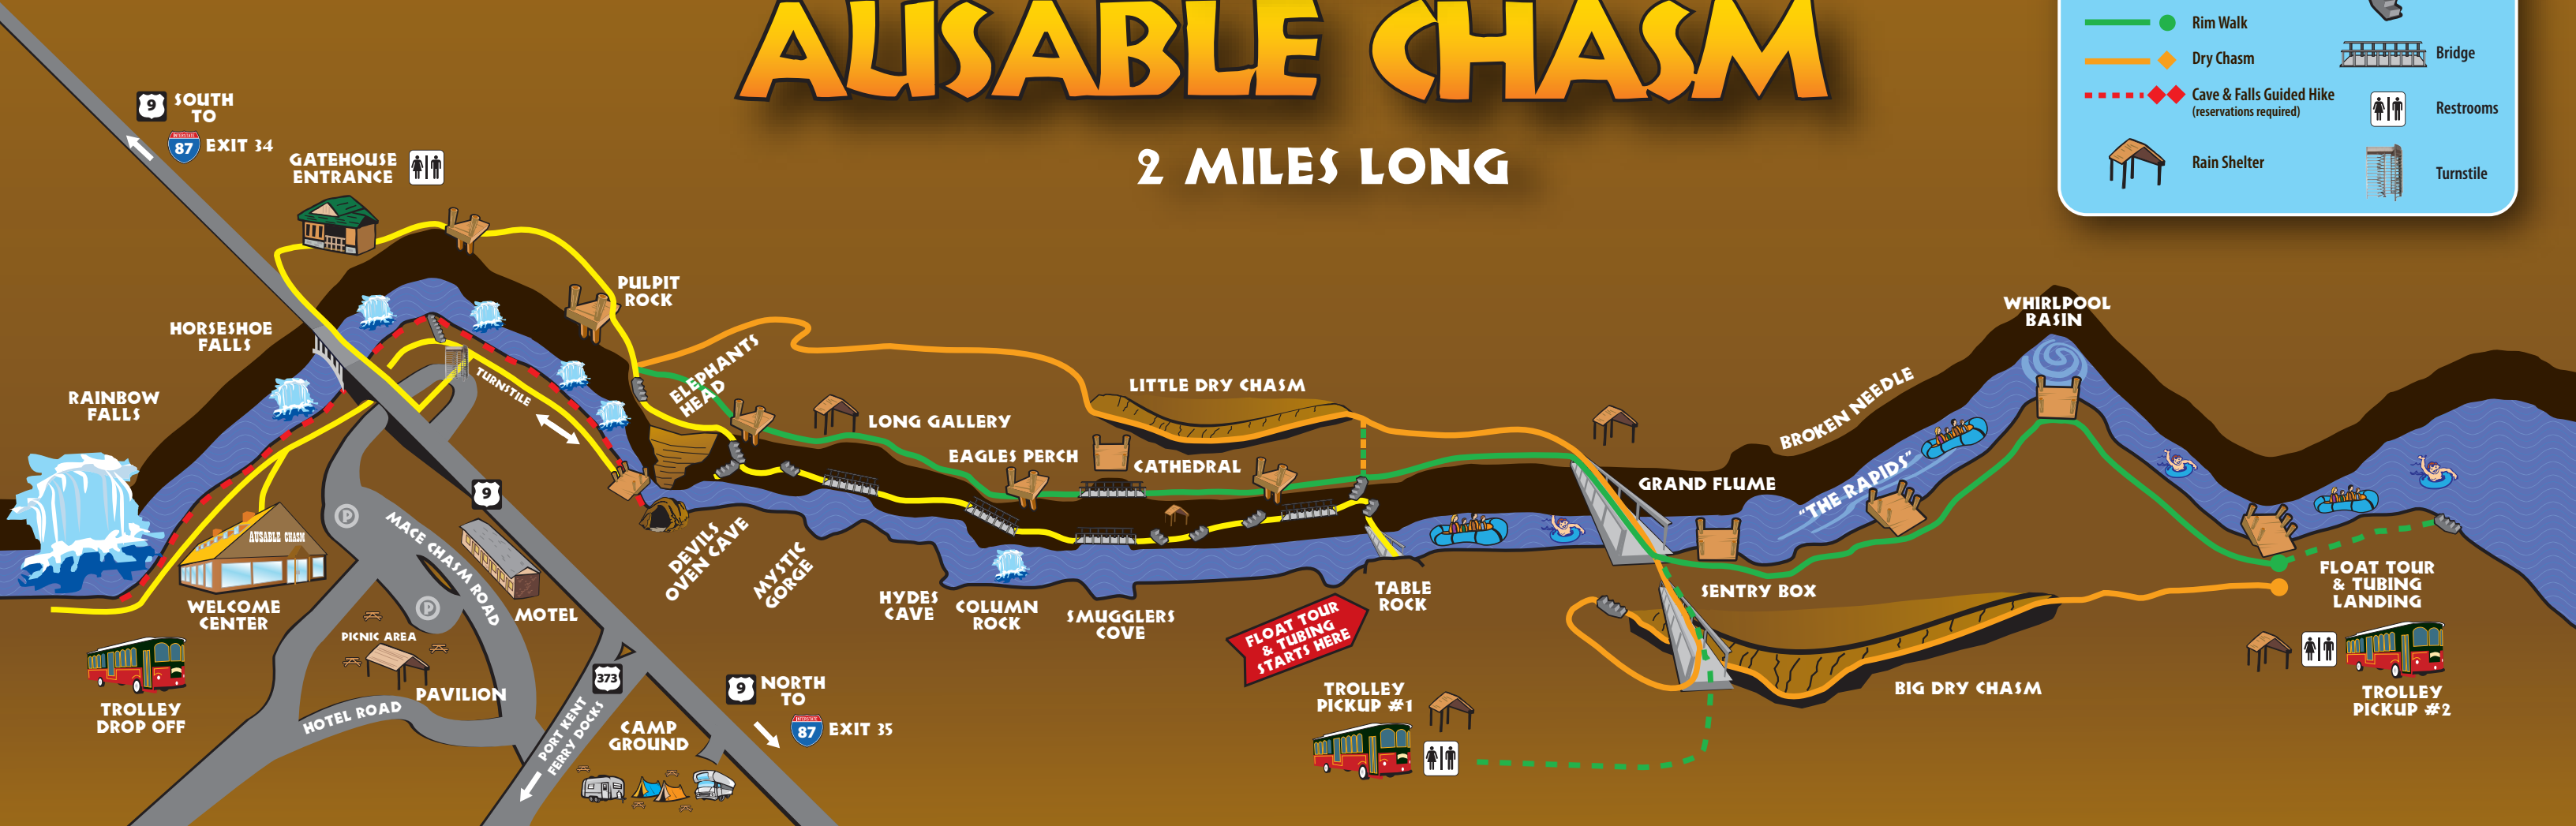 AUSABLE CHASM
2 MILES LONG
Rim Walk
Dry Chasm
Cave & Falls Guided Hike
(reservations required)
Rain Shelter
Bridge
Restrooms
Turnstile
9
SOUTH
TO
INTERSTATE
87
EXIT 34
GATEHOUSE
ENTRANCE
PULPIT
ROCK
HORSESHOE
FALLS
RAINBOW
FALLS
TURNSTILE
ELEPHANTS
HEAD
LONG GALLERY
EAGLES PERCH
LITTLE DRY CHASM
CATHEDRAL
WHIRLPOOL
BASIN
BROKEN NEEDLE
"THE RAPIDS"
GRAND FLUME
SENTRY BOX
AUSABLE CHASM
WELCOME
CENTER
P
MACE CHASM ROAD
9
MOTEL
P
PICNIC AREA
PAVILION
HOTEL ROAD
TROLLEY
DROP OFF
DEVILS
OVEN CAVE
MYSTIC
GORGE
HYDES
CAVE
COLUMN
ROCK
SMUGGLERS
COVE
TABLE
ROCK
FLOAT TOUR
& TUBING
STARTS HERE
TROLLEY
PICKUP #1
373
PORT KENT
FERRY DOCKS
CAMP
GROUND
9
NORTH
TO
INTERSTATE
87
EXIT 35
BIG DRY CHASM
FLOAT TOUR
& TUBING
LANDING
TROLLEY
PICKUP #2